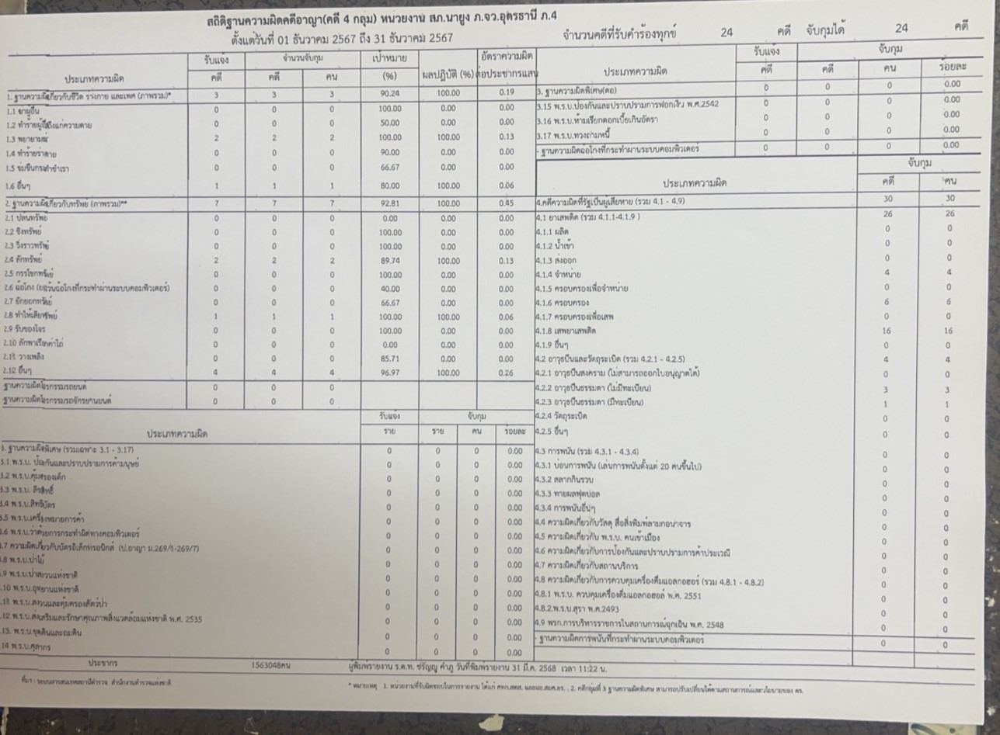 สถิติฐานความผิดคดีอาญา(คดี 4 กลุ่ม) หน่วยงาน สภ.นายูง ภ.จว.อุดรธานี ภ.4
ตั้งแต่วันที่ 01 ธันวาคม 2567 ถึง 31 ธันวาคม 2567
จำนวนคดีที่รับคำร้องทุกข์ 24 คดี จับกุมได้ 24 คดี
ประเภทความผิด รับแจ้ง จำนวนจับกุม เป้าหมาย ผลปฏิบัติ (%) อัตราความผิด
คดี คดี คน (%) ต่อประชากรแสน
1. ฐานความผิดเกี่ยวกับชีวิต ร่างกาย และเพศ (ภาพรวม)* 3 3 3 90.24 100.00 0.19
1.1 ฆ่าผู้อื่น 0 0 0 100.00 0.00 0.00
1.2 ทำร้ายผู้อื่นถึงแก่ความตาย 0 0 0 50.00 0.00 0.00
1.3 พยายามฆ่า 2 2 2 100.00 100.00 0.13
1.4 ทำร้ายร่างกาย 0 0 0 90.00 0.00 0.00
1.5 ข่มขืนกระทำชำเรา 0 0 0 66.67 0.00 0.00
1.6 อื่นๆ 1 1 1 80.00 100.00 0.06
2. ฐานความผิดเกี่ยวกับทรัพย์ (ภาพรวม)** 7 7 7 92.81 100.00 0.45
2.1 ปล้นทรัพย์ 0 0 0 0.00 0.00 0.00
2.2 ชิงทรัพย์ 0 0 0 100.00 0.00 0.00
2.3 วิ่งราวทรัพย์ 0 0 0 100.00 0.00 0.00
2.4 ลักทรัพย์ 2 2 2 89.74 100.00 0.13
2.5 กรรโชกทรัพย์ 0 0 0 100.00 0.00 0.00
2.6 ฉ้อโกง (ยกเว้นฉ้อโกงที่กระทำผ่านระบบคอมพิวเตอร์) 0 0 0 40.00 0.00 0.00
2.7 ยักยอกทรัพย์ 0 0 0 66.67 0.00 0.00
2.8 ทำให้เสียทรัพย์ 1 1 1 100.00 100.00 0.06
2.9 รับของโจร 0 0 0 100.00 0.00 0.00
2.10 ลักพาเรียกค่าไถ่ 0 0 0 0.00 0.00 0.00
2.11 วางเพลิง 0 0 0 85.71 0.00 0.00
2.12 อื่นๆ 4 4 4 96.97 100.00 0.26
ฐานความผิดโจรกรรมรถยนต์ 0 0 0
ฐานความผิดโจรกรรมรถจักรยานยนต์ 0 0 0
ประเภทความผิด รับแจ้ง จับกุม
ราย ราย คน ร้อยละ
3. ฐานความผิดพิเศษ (รวมเฉพาะ 3.1 - 3.17) 0 0 0 0.00
3.1 พ.ร.บ. ป้องกันและปราบปรามการค้ามนุษย์ 0 0 0 0.00
3.2 พ.ร.บ.คุ้มครองเด็ก 0 0 0 0.00
3.3 พ.ร.บ. ลิขสิทธิ์ 0 0 0 0.00
3.4 พ.ร.บ.สิทธิบัตร 0 0 0 0.00
3.5 พ.ร.บ.เครื่องหมายการค้า 0 0 0 0.00
3.6 พ.ร.บ.ว่าด้วยการกระทำผิดทางคอมพิวเตอร์ 0 0 0 0.00
3.7 ความผิดเกี่ยวกับบัตรอิเล็กทรอนิกส์ (ป.อาญา ม.269/1-269/7) 0 0 0 0.00
3.8 พ.ร.บ.ป่าไม้ 0 0 0 0.00
3.9 พ.ร.บ.ป่าสงวนแห่งชาติ 0 0 0 0.00
.10 พ.ร.บ.อุทยานแห่งชาติ 0 0 0 0.00
.11 พ.ร.บ.สงวนและคุ้มครองสัตว์ป่า 0 0 0 0.00
.12 พ.ร.บ.ส่งเสริมและรักษาคุณภาพสิ่งแวดล้อมแห่งชาติ พ.ศ. 2535 0 0 0 0.00
.13. พ.ร.บ.ขุดดินและถมดิน 0 0 0 0.00
.14 พ.ร.บ.ศุลากร 0 0 0 0.00
ประเภทความผิด รับแจ้ง จับกุม
คดี คดี คน ร้อยละ
3. ฐานความผิดพิเศษ(ต่อ) 0 0 0 0.00
3.15 พ.ร.บ.ป้องกันและปราบปรามการฟอกเงิน พ.ศ.2542 0 0 0 0.00
3.16 พ.ร.บ.ห้ามเรียกดอกเบี้ยเกินอัตรา 0 0 0 0.00
3.17 พ.ร.บ.ทวงถามหนี้ 0 0 0 0.00
- ฐานความผิดฉ้อโกงที่กระทำผ่านระบบคอมพิวเตอร์ 0 0 0 0.00
ประเภทความผิด จับกุม
คดี คน
4.คดีความผิดที่รัฐเป็นผู้เสียหาย (รวม 4.1 - 4.9) 30 30
4.1 ยาเสพติด (รวม 4.1.1-4.1.9 ) 26 26
4.1.1 ผลิต 0 0
4.1.2 นำเข้า 0 0
4.1.3 ส่งออก 0 0
4.1.4 จำหน่าย 4 4
4.1.5 ครอบครองเพื่อจำหน่าย 0 0
4.1.6 ครอบครอง 6 6
4.1.7 ครอบครองเพื่อเสพ 0 0
4.1.8 เสพยาเสพติด 16 16
4.1.9 อื่นๆ 0 0
4.2 อาวุธปืนและวัตถุระเบิด (รวม 4.2.1 - 4.2.5) 4 4
4.2.1 อาวุธปืนสงคราม (ไม่สามารถออกใบอนุญาตได้) 0 0
4.2.2 อาวุธปืนธรรมดา (ไม่มีทะเบียน) 3 3
4.2.3 อาวุธปืนธรรมดา (มีทะเบียน) 1 1
4.2.4 วัตถุระเบิด 0 0
4.2.5 อื่นๆ 0 0
4.3 การพนัน (รวม 4.3.1 - 4.3.4) 0 0
4.3.1 บ่อนการพนัน (เล่นการพนันตั้งแต่ 20 คนขึ้นไป) 0 0
4.3.2 สลากกินรวบ 0 0
4.3.3 ทายผลฟุตบอล 0 0
4.3.4 การพนันอื่นๆ 0 0
4.4 ความผิดเกี่ยวกับวัสดุ สื่อสิ่งพิมพ์ลามกอนาจาร 0 0
4.5 ความผิดเกี่ยวกับ พ.ร.บ. คนเข้าเมือง 0 0
4.6 ความผิดเกี่ยวกับการป้องกันและปราบปรามการค้าประเวณี 0 0
4.7 ความผิดเกี่ยวกับสถานบริการ 0 0
4.8 ความผิดเกี่ยวกับการควบคุมเครื่องดื่มแอลกอฮอร์ (รวม 4.8.1 - 4.8.2) 0 0
4.8.1 พ.ร.บ. ควบคุมเครื่องดื่มแอลกอฮอล์ พ.ศ. 2551 0 0
4.8.2.พ.ร.บ.สุรา พ.ศ.2493 0 0
4.9 พรก.การบริหารราชการในสถานการณ์ฉุกเฉิน พ.ศ. 2548 0 0
- ฐานความผิดการพนันที่กระทำผ่านระบบคอมพิวเตอร์ 0 0
ประชากร 1563048คน ผู้พิมพ์รายงาน ร.ต.ท. ขรัญญู คำภู วันที่พิมพ์รายงาน 31 มี.ค. 2568 เวลา 11:22 น.
ที่มา : ระบบสารสนเทศสถานีตำรวจ สำนักงานตำรวจแห่งชาติ
* หมายเหตุ 1. หน่วยงานที่รับผิดชอบในการรายงาน ได้แก่ , 2. คดีกลุ่มที่ 3 ฐานความผิดพิเศษ สามารถปรับเปลี่ยนได้ตามสถานการณ์และนโยบายของ ตร.